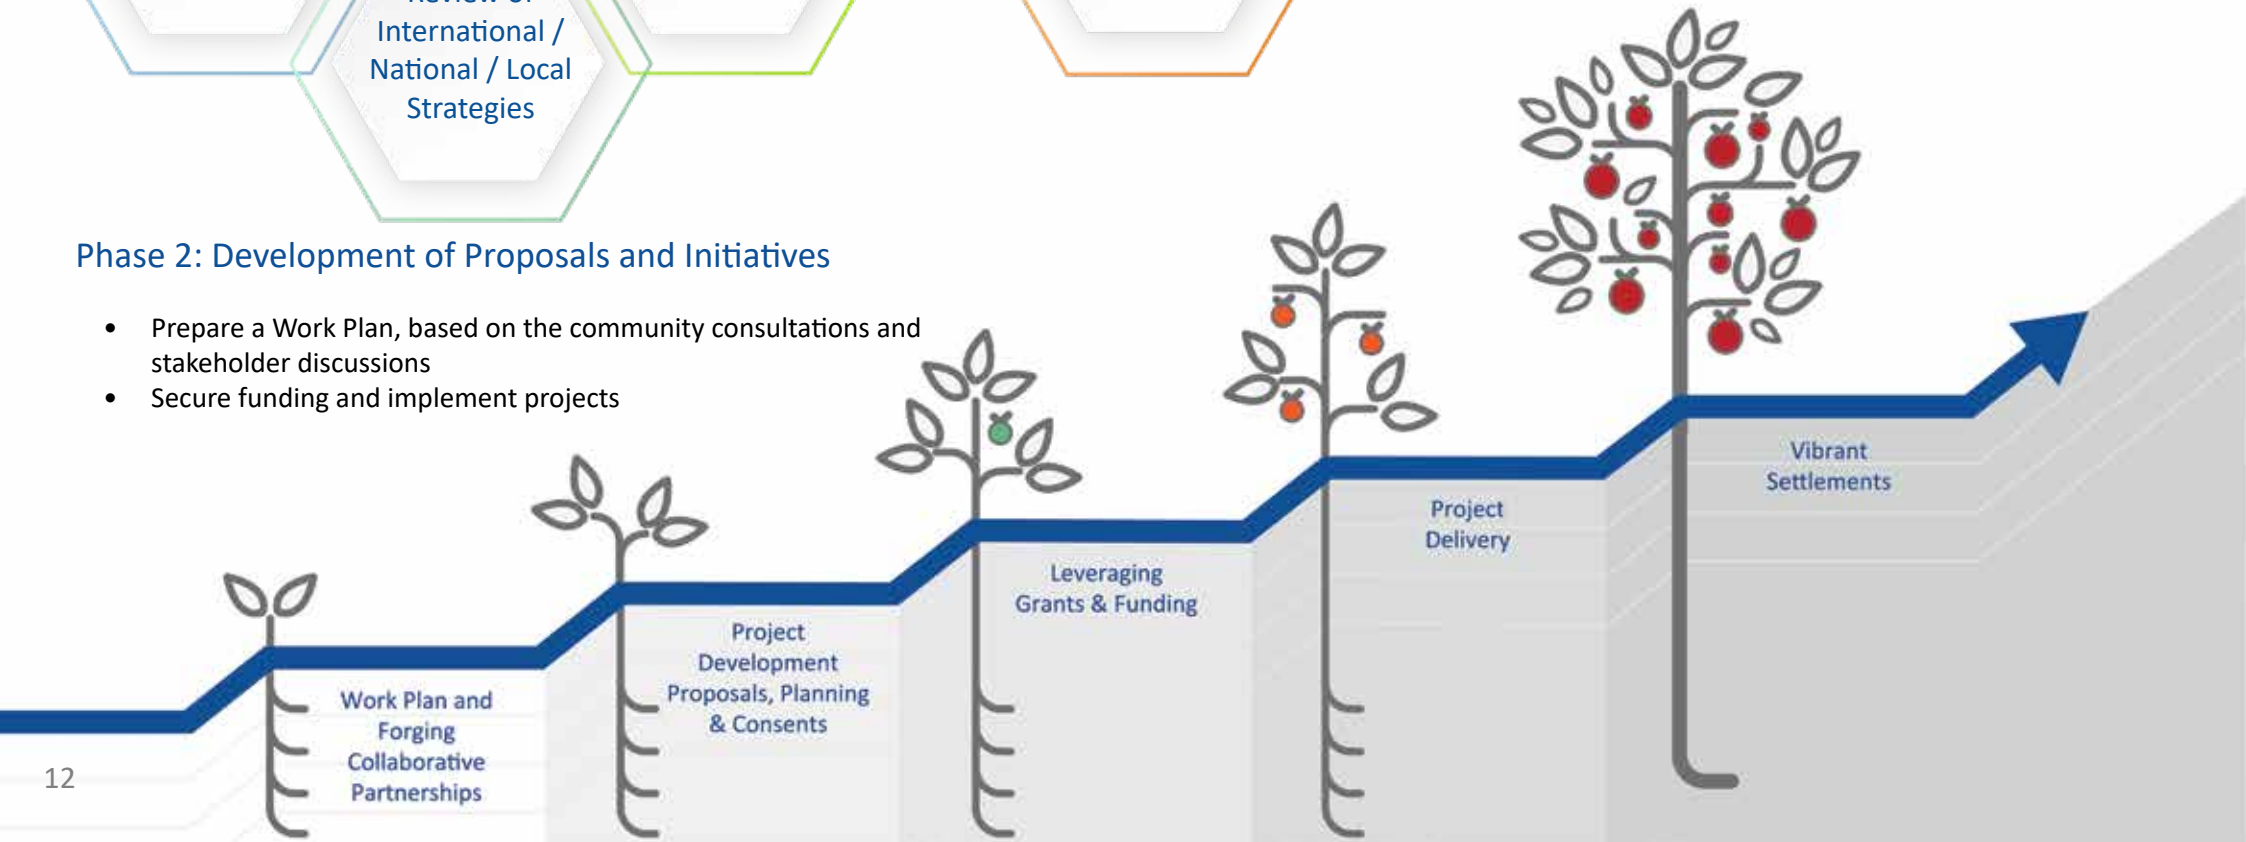 Review of
International /
National / Local
Strategies
Phase 2: Development of Proposals and Initiatives
• Prepare a Work Plan, based on the community consultations and
stakeholder discussions
• Secure funding and implement projects
Work Plan and
Forging
Collaborative
Partnerships
Project
Development
Proposals, Planning
& Consents
Leveraging
Grants & Funding
Project
Delivery
Vibrant
Settlements
12